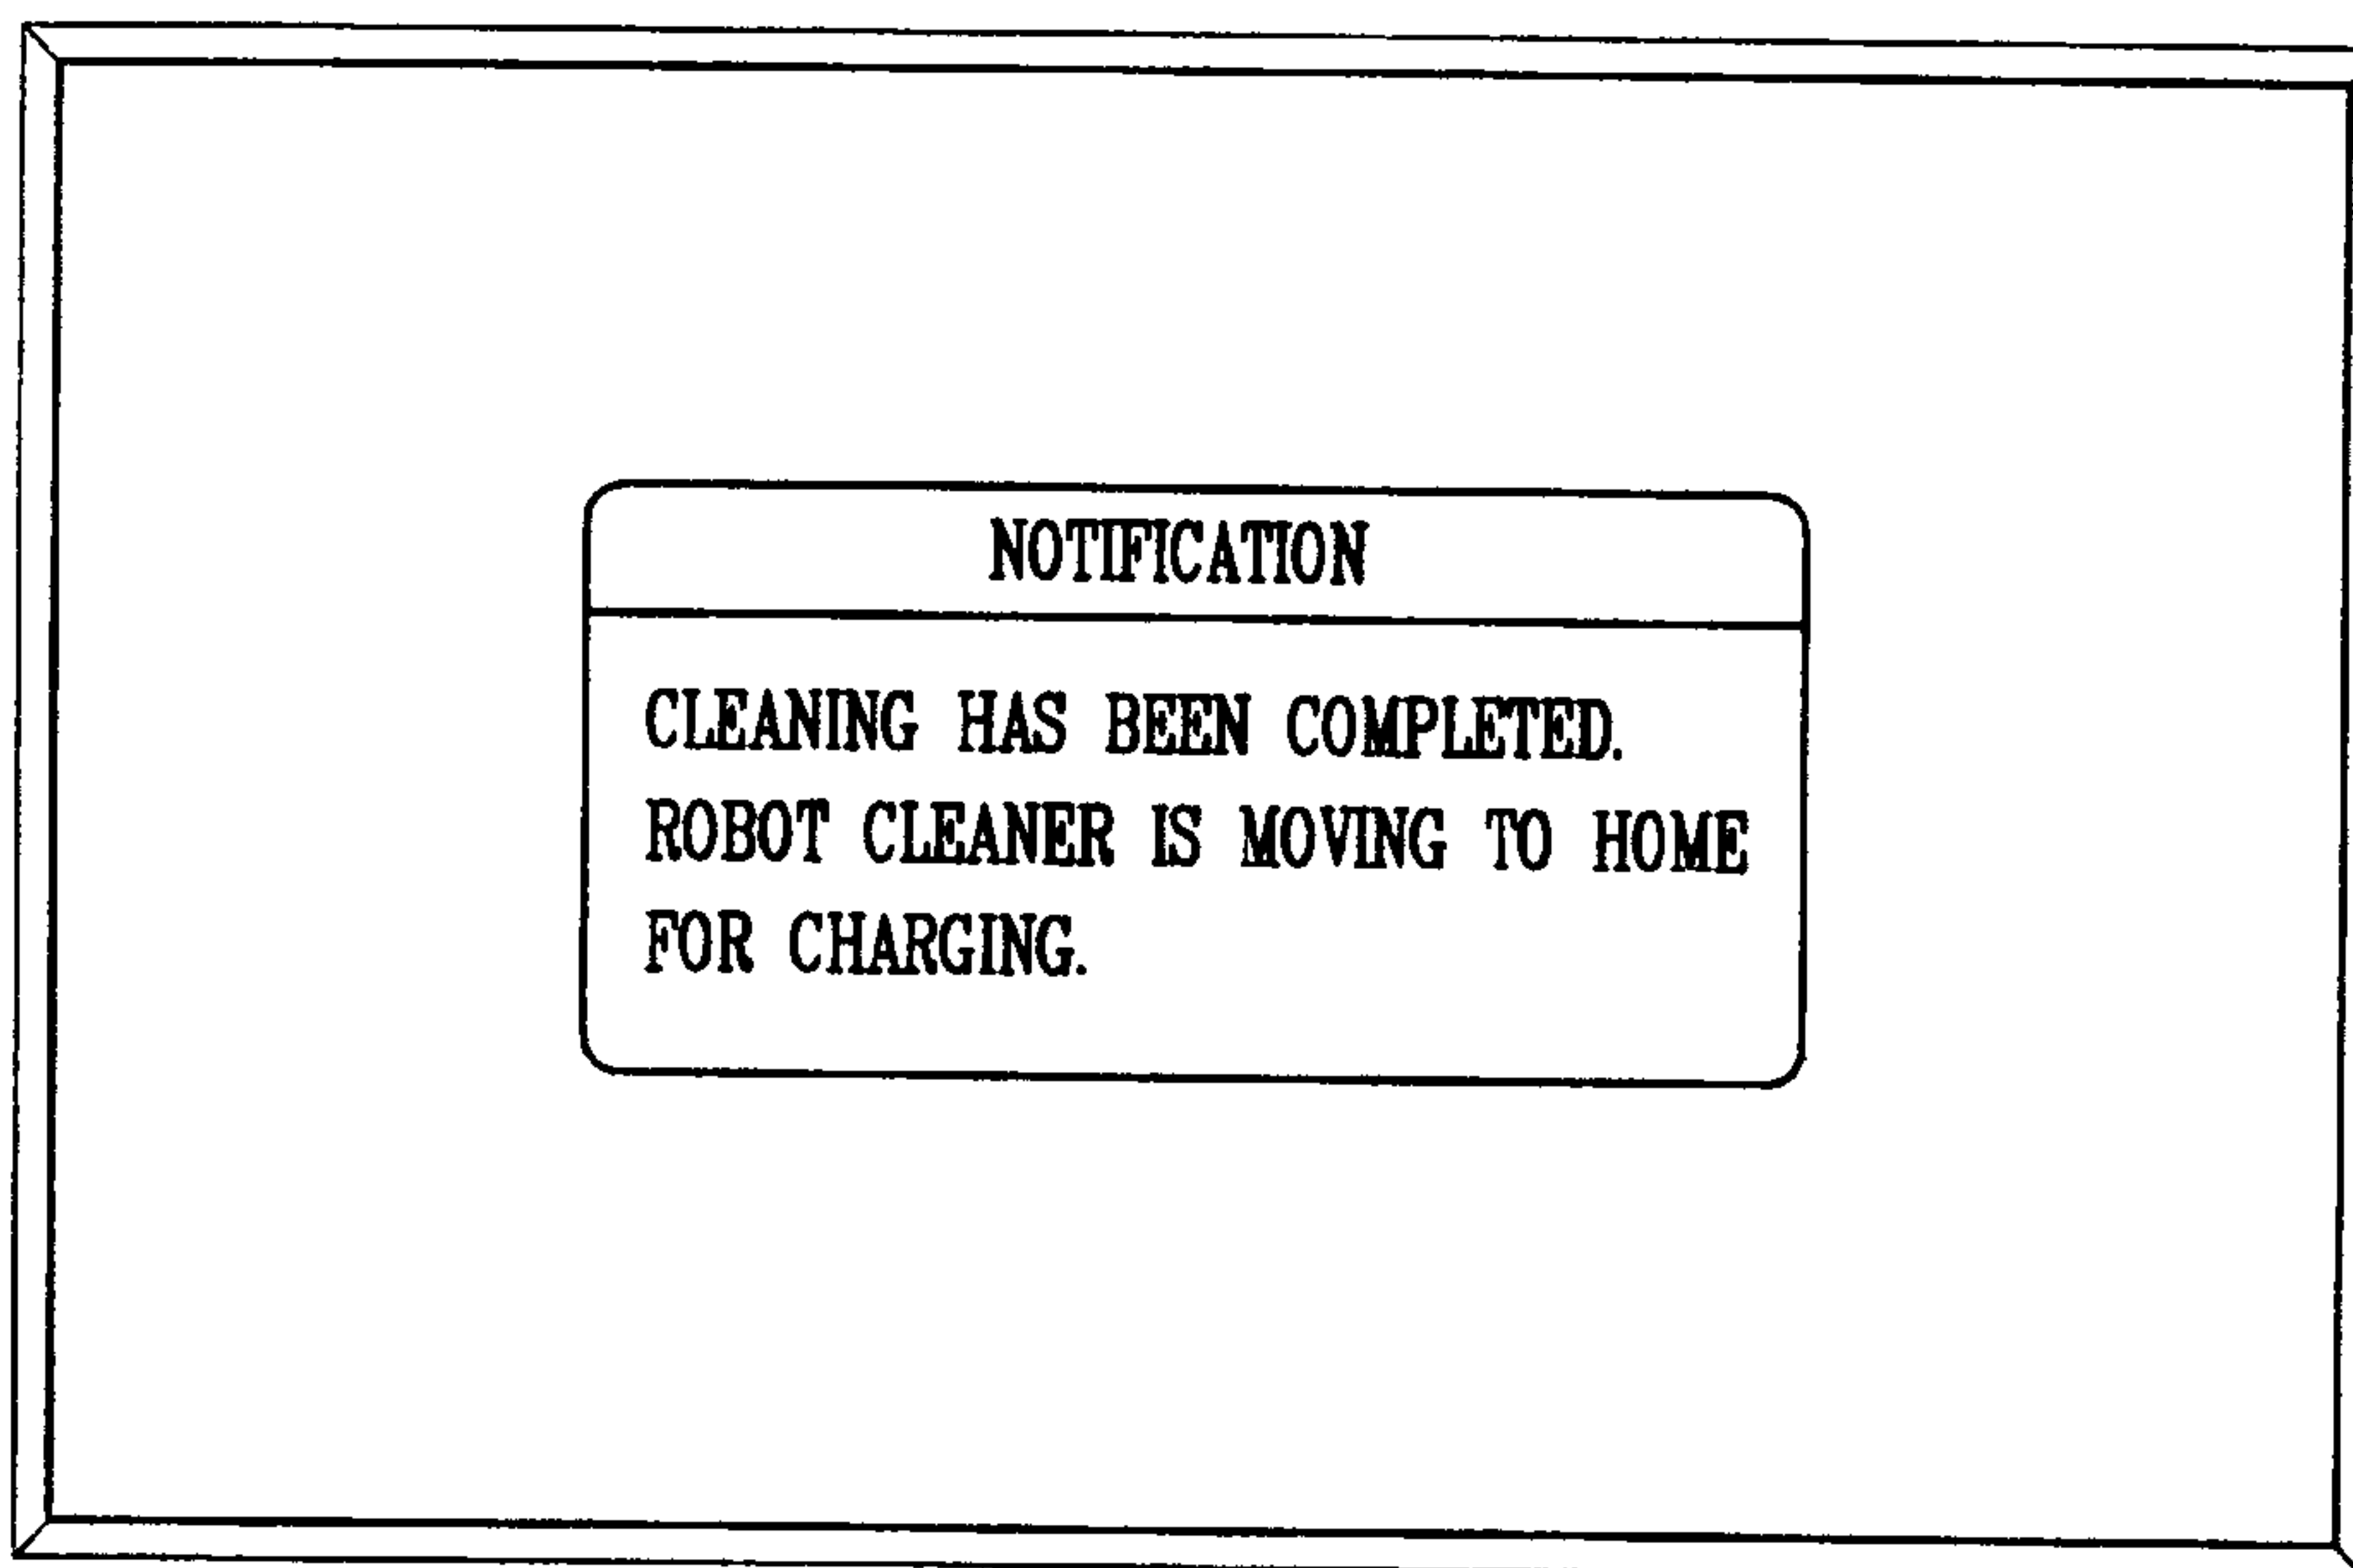 NOTIFICATION
CLEANING HAS BEEN COMPLETED.
ROBOT CLEANER IS MOVING TO HOME
FOR CHARGING.